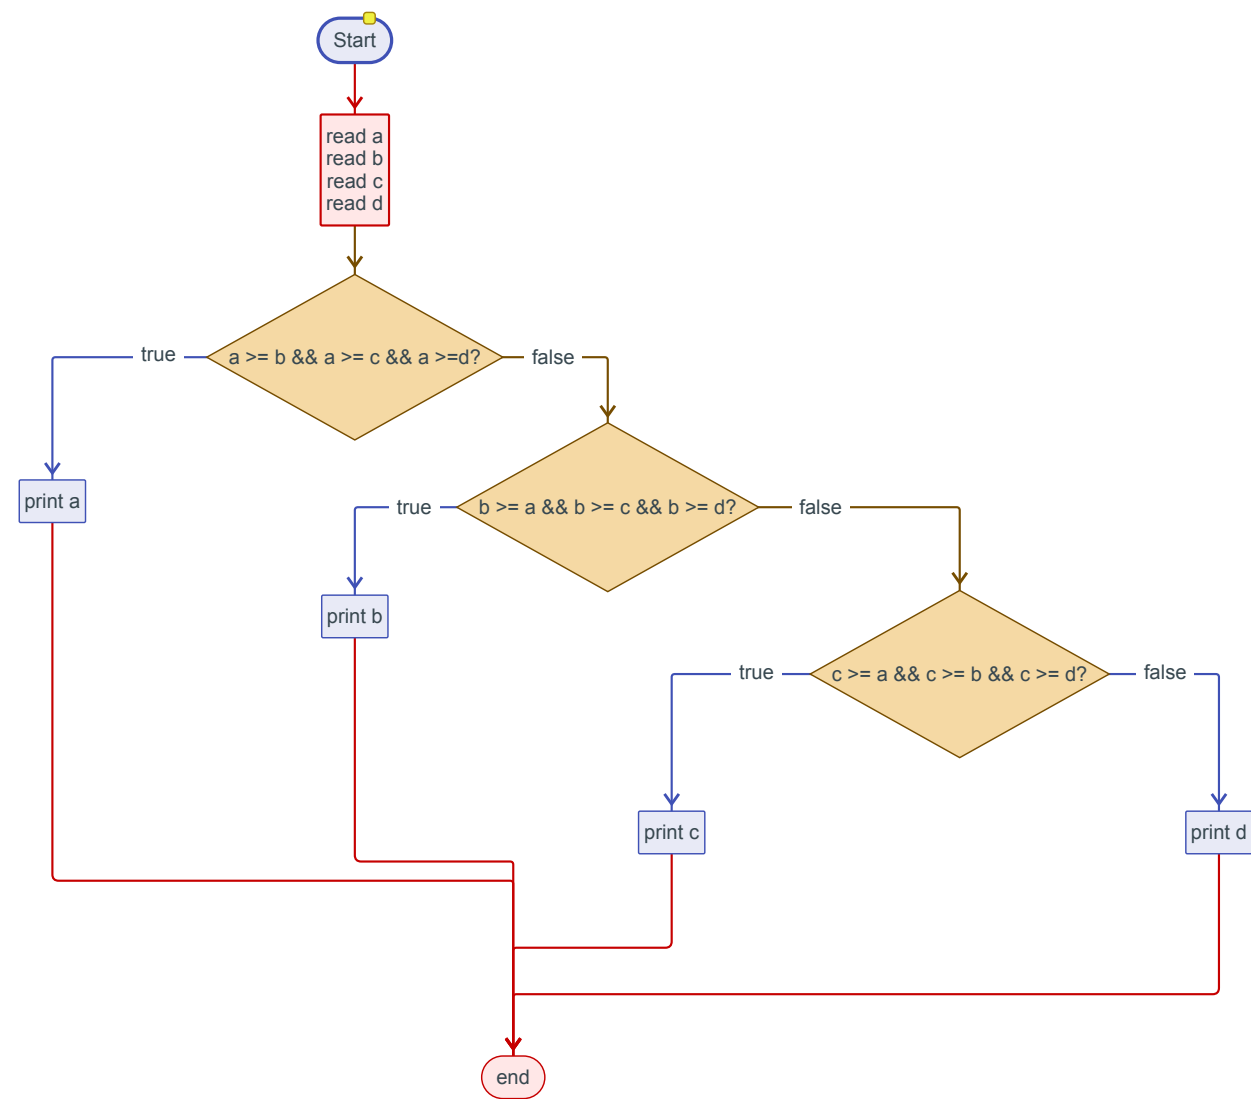 Start
read a
read b
read c
read d
a >= b && a >= c && a >=d?
true
false
print a
b >= a && b >= c && b >= d?
true
false
print b
c >= a && c >= b && c >= d?
true
false
print c
print d
end